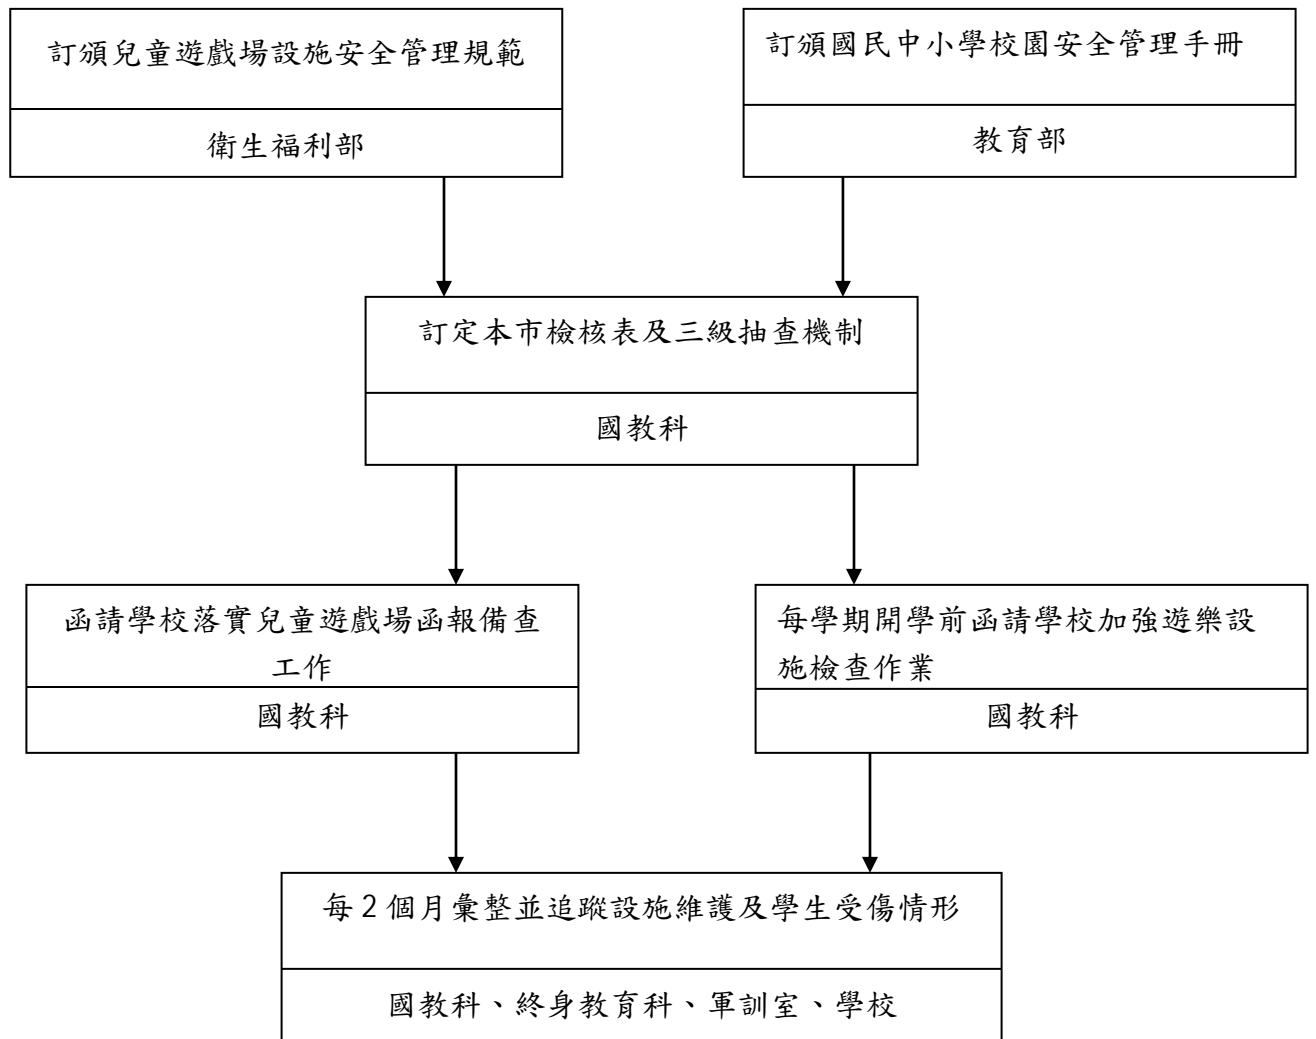 訂頒兒童遊戲場設施安全管理規範
衛生福利部
訂頒國民中小學校園安全管理手冊
教育部
訂定本市檢核表及三級抽查機制
國教科
函請學校落實兒童遊戲場函報備查
工作
國教科
每學期開學前函請學校加強遊樂設
施檢查作業
國教科
每 2 個月彙整並追蹤設施維護及學生受傷情形
國教科、終身教育科、軍訓室、學校